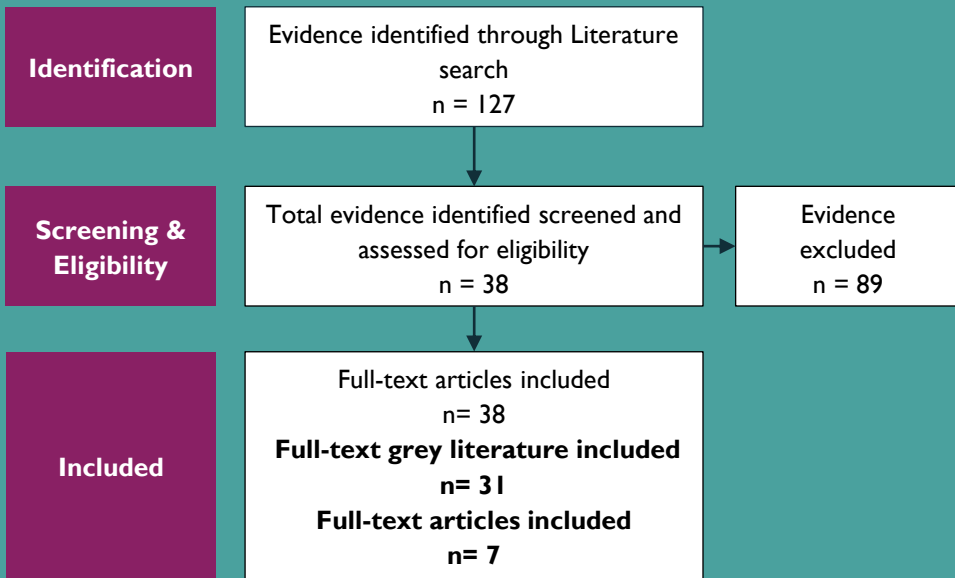 Identification
Evidence identified through Literature
search
n = 127
Screening &
Eligibility
Total evidence identified screened and
assessed for eligibility
n = 38
Evidence
excluded
n = 89
Included
Full-text articles included
n= 38
Full-text grey literature included
n= 31
Full-text articles included
n= 7